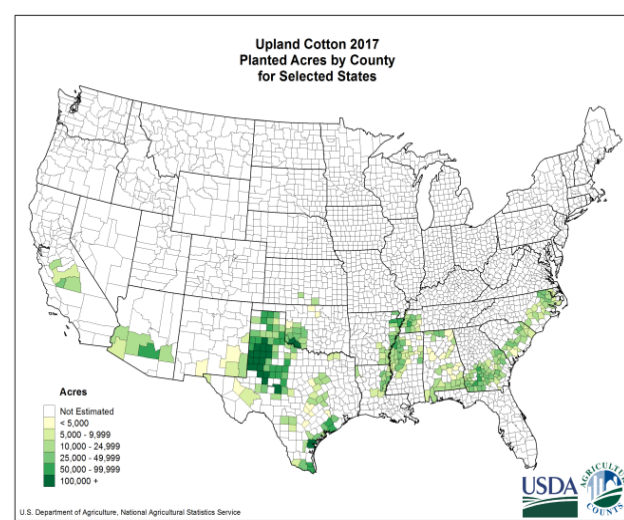 Upland Cotton 2017
Planted Acres by County
for Selected States
Acres
Not Estimated
< 5,000
5,000 - 9,999
10,000 - 24,999
25,000 - 49,999
50,000 - 99,999
100,000 +
U.S. Department of Agriculture, National Agricultural Statistics Service
USDA
AGRICULTURE
COUNTS